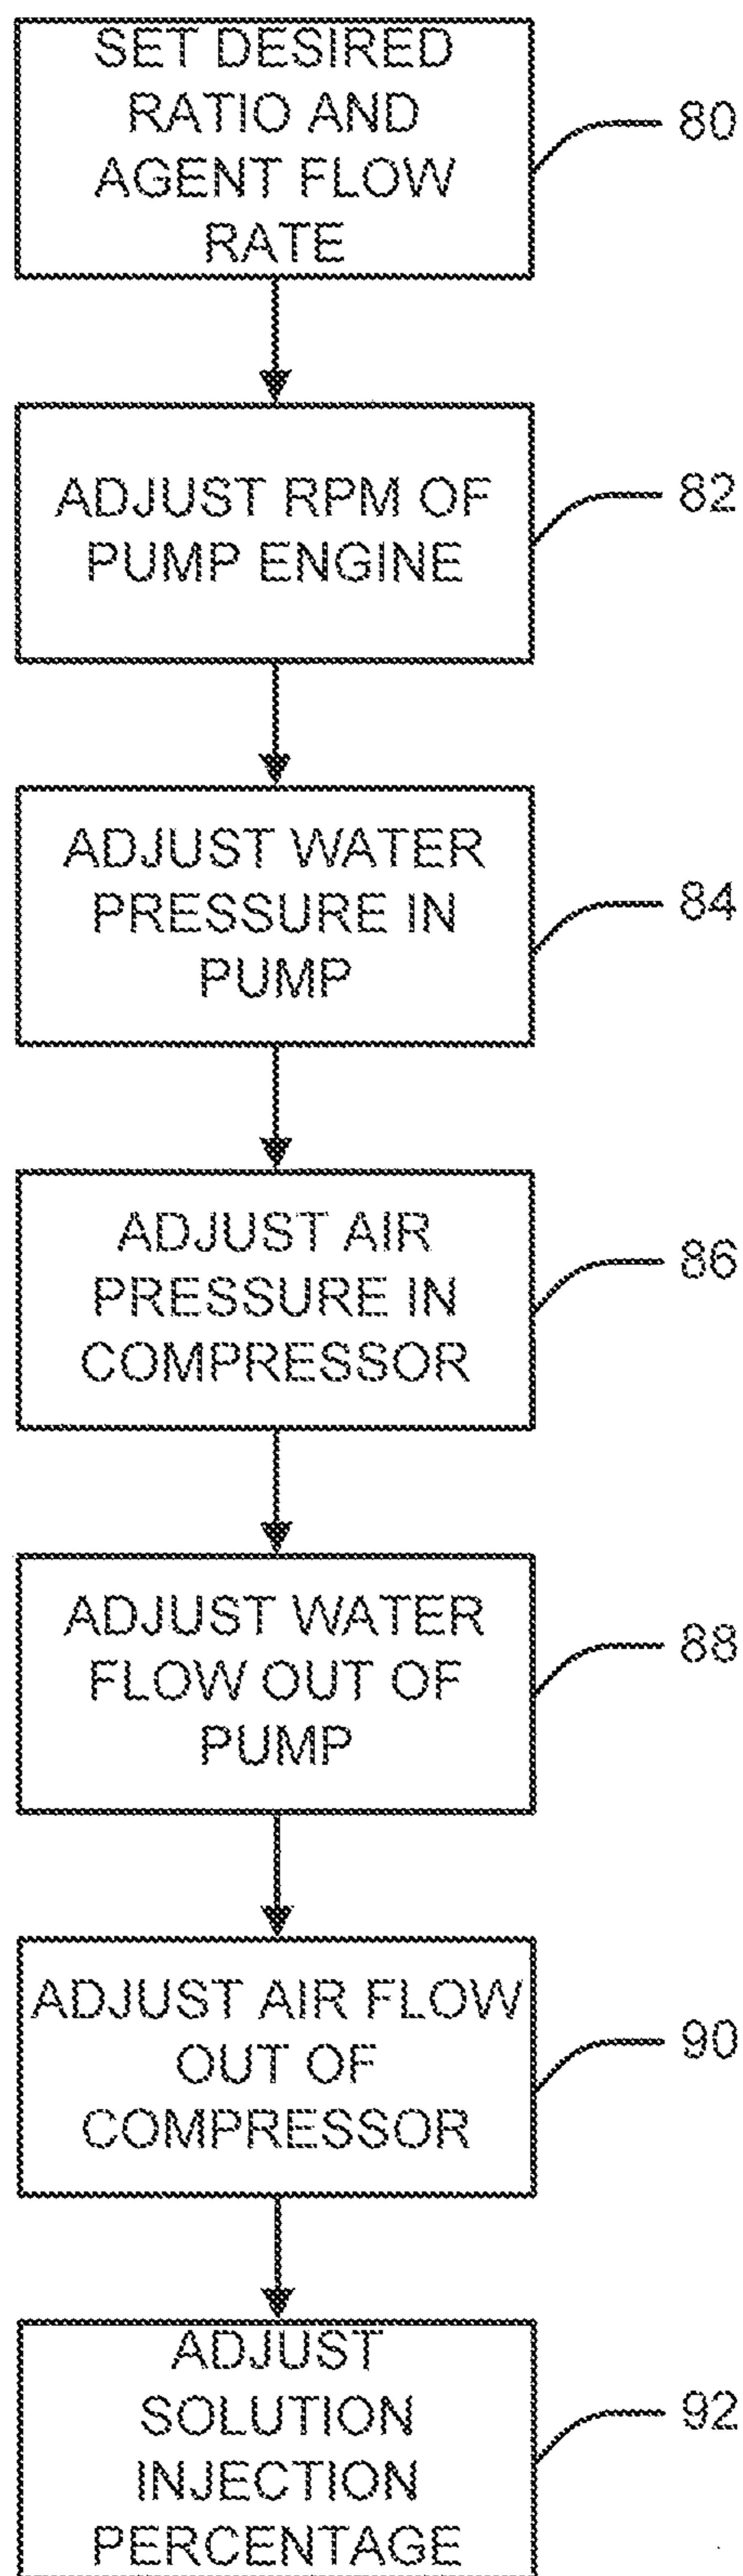 SET DESIRED
RATIO AND
AGENT FLOW
RATE
80
ADJUST RPM OF
PUMP ENGINE
82
ADJUST WATER
PRESSURE IN
PUMP
84
ADJUST AIR
PRESSURE IN
COMPRESSOR
86
ADJUST WATER
FLOW OUT OF
PUMP
88
ADJUST AIR FLOW
OUT OF
COMPRESSOR
90
ADJUST
SOLUTION
INJECTION
PERCENTAGE
92